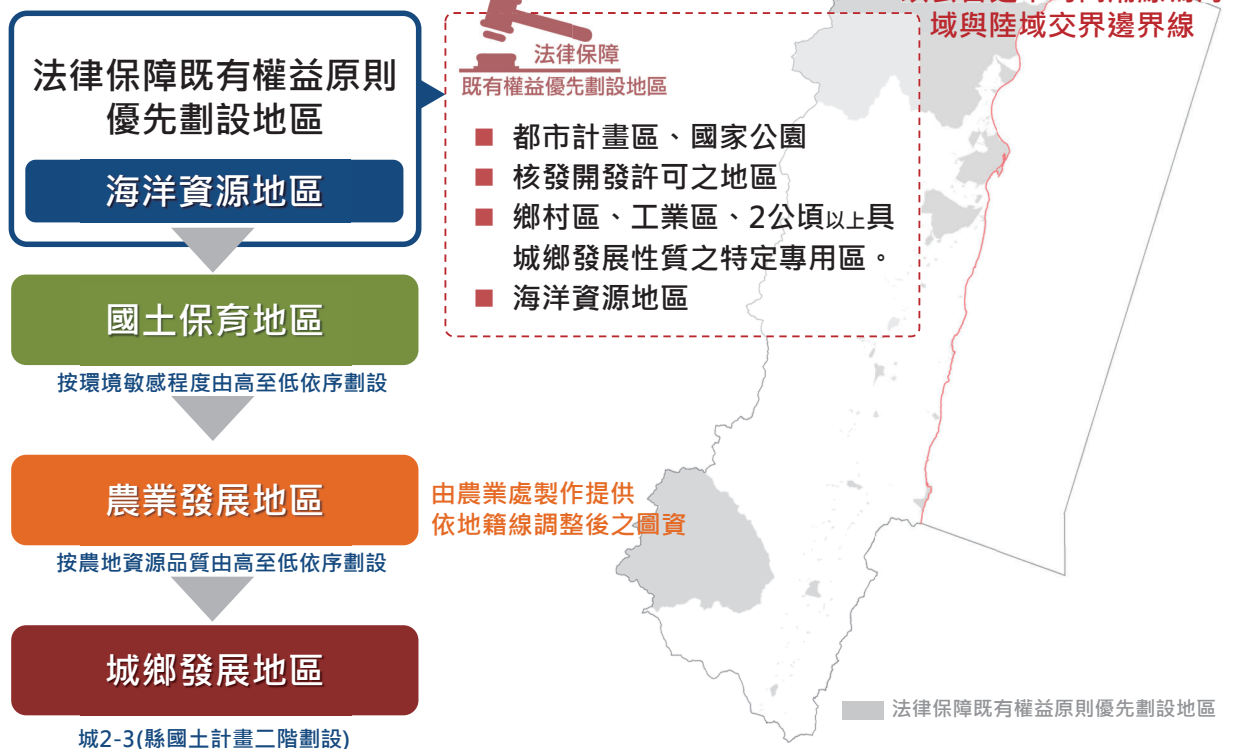 法律保障既有權益原則
優先劃設地區
海洋資源地區
國土保育地區
按環境敏感程度由高至低依序劃設
農業發展地區
按農地資源品質由高至低依序劃設
城鄉發展地區
城2-3(縣國土計畫二階劃設)
法律保障
既有權益優先劃設地區
■ 都市計畫區、國家公園
■ 核發開發許可之地區
■ 鄉村區、工業區、2公頃以上具
城鄉發展性質之特定專用區。
■ 海洋資源地區
由農業處製作提供
依地籍線調整後之圖資
域與陸域交界邊界線
法律保障既有權益原則優先劃設地區